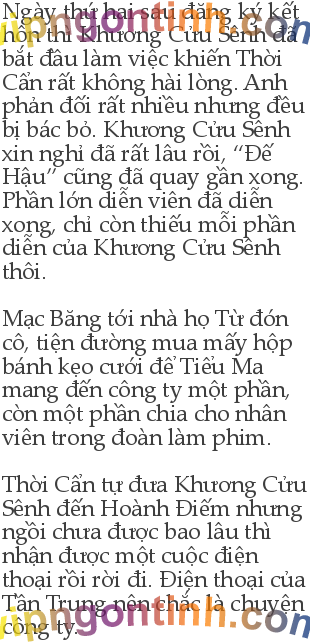 Ngày thứ hai sau đăng ký kết
hôn thì Khương Cửu Sênh đã
bắt đầu làm việc khiến Thời
Cẩn rất không hài lòng. Anh
phản đối rất nhiều nhưng đều
bị bác bỏ. Khương Cửu Sênh
xin nghỉ đã rất lâu rồi, “Đế
Hậu” cũng đã quay gần xong.
Phần lớn diễn viên đã diễn
xong, chỉ còn thiếu mỗi phần
diễn của Khương Cửu Sênh
thôi.
Mạc Băng tới nhà họ Từ đón
cô, tiện đường mua mấy hộp
bánh kẹo cưới để Tiểu Ma
mang đến công ty một phần,
còn một phần chia cho nhân
viên trong đoàn làm phim.
Thời Cẩn tự đưa Khương Cửu
Sênh đến Hoành Điếm nhưng
ngồi chưa được bao lâu thì
nhận được một cuộc điện
thoại rồi rời đi. Điện thoại của
Tần Trung nên chắc là chuyện
công ty.
vipngontinh.com
vipngontinh.com